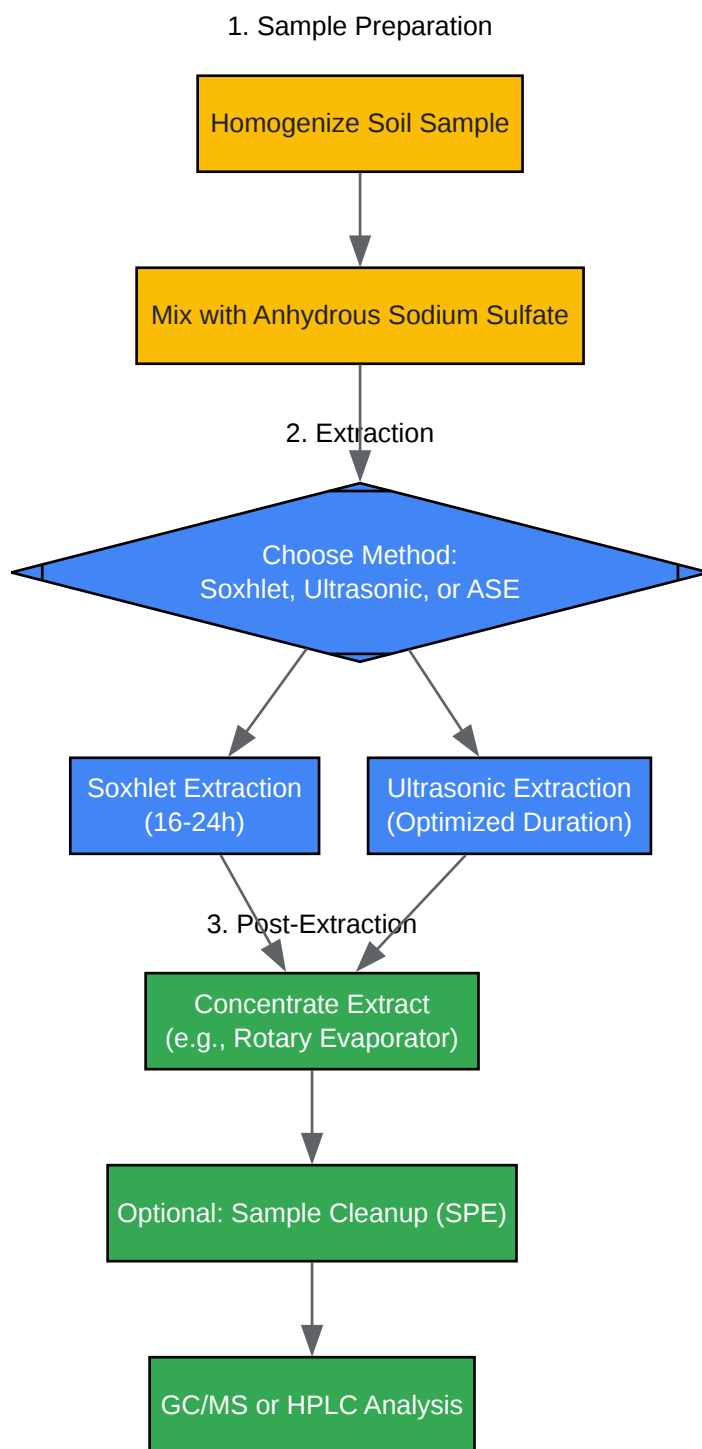 1. Sample Preparation
Homogenize Soil Sample
Mix with Anhydrous Sodium Sulfate
2. Extraction
Choose Method:
Soxhlet, Ultrasonic, or ASE
Soxhlet Extraction
(16-24h)
Ultrasonic Extraction
(Optimized Duration)
3. Post-Extraction
Concentrate Extract
(e.g., Rotary Evaporator)
Optional: Sample Cleanup (SPE)
GC/MS or HPLC Analysis